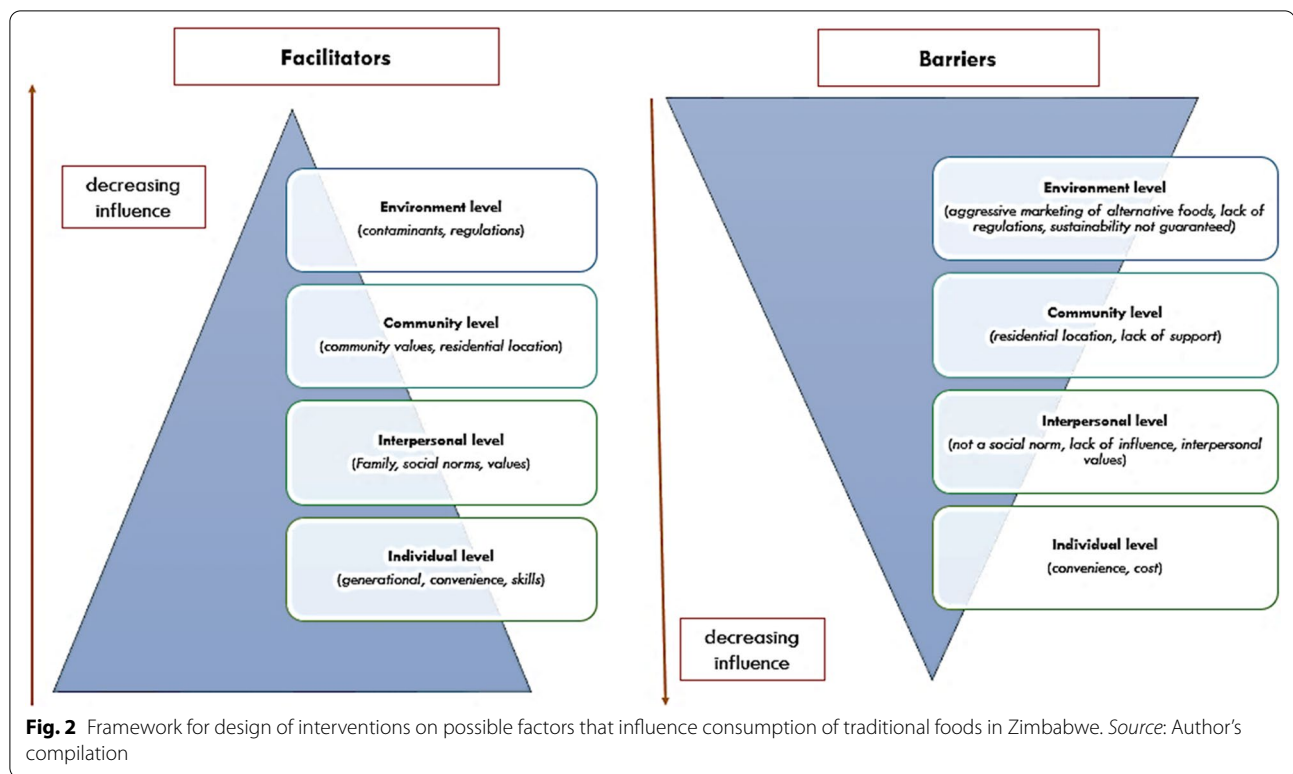 Facilitators
decreasing
influence
Environment level
(contaminants, regulations)
Community level
(community values, residential location)
Interpersonal level
(Family, social norms, values)
Individual level
(generational, convenience, skills)
Barriers
Environment level
(aggressive marketing of alternative foods, lack of
regulations, sustainability not guaranteed)
Community level
(residential location, lack of support)
Interpersonal level
(not a social norm, lack of influence, interpersonal
values)
Individual level
(convenience, cost)
decreasing
influence
Fig. 2 Framework for design of interventions on possible factors that influence consumption of traditional foods in Zimbabwe. Source: Author's
compilation